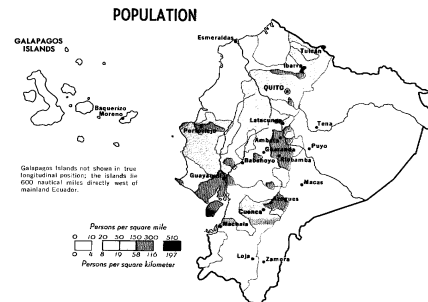 POPULATION
GALAPAGOS
ISLANDS
Baquerizo
Moreno
Galapagos Islands not shown in true
longitudinal position; the islands lie
600 nautical miles directly west of
mainland Ecuador.
Esmeraldas
Tulcán
Ibarra
QUITO
Portoviejo
Latacunga
Tena
Ambato
Puyo
Guaranda
Babahoyo
Riobamba
Guayaquil
Macas
Azogues
Cuenca
Machala
Loja
Zamora
Persons per square mile
0 10 20 50 150 300 510
0 4 8 19 58 116 197
Persons per square kilometer